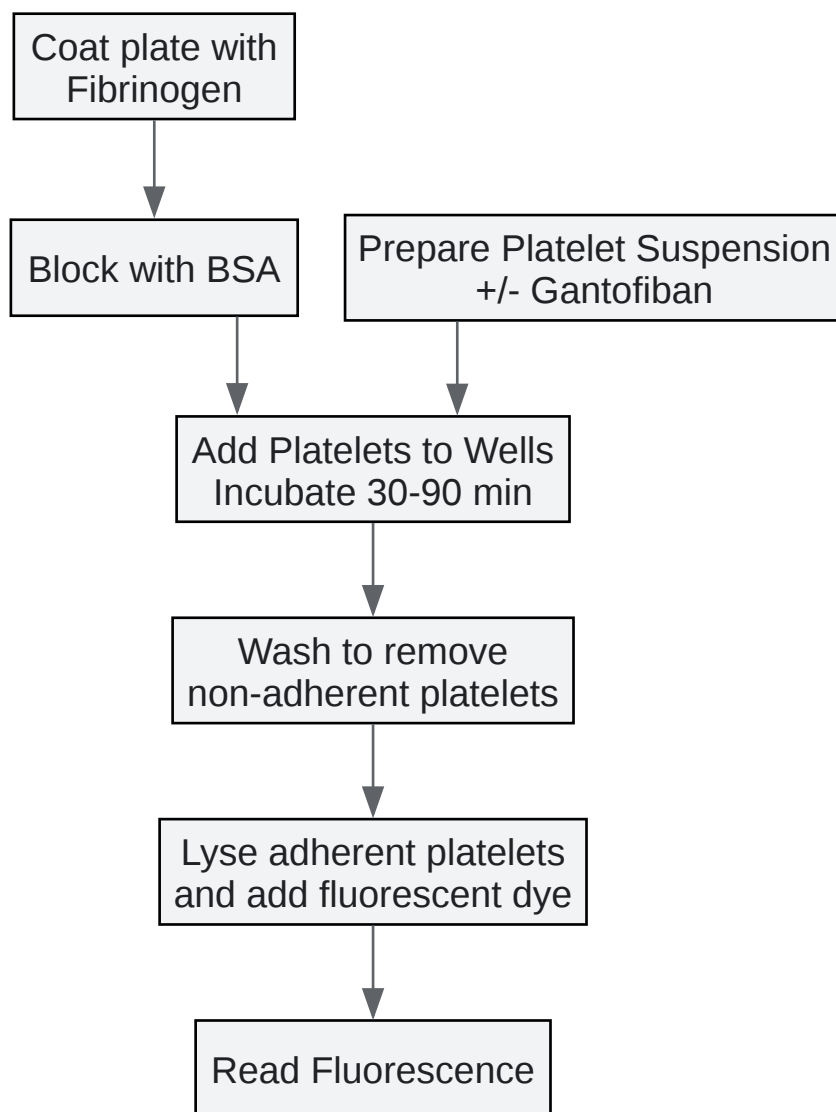 Coat plate with
Fibrinogen
Block with BSA
Prepare Platelet Suspension
+/- Gantofiban
Add Platelets to Wells
Incubate 30-90 min
Wash to remove
non-adherent platelets
Lyse adherent platelets
and add fluorescent dye
Read Fluorescence